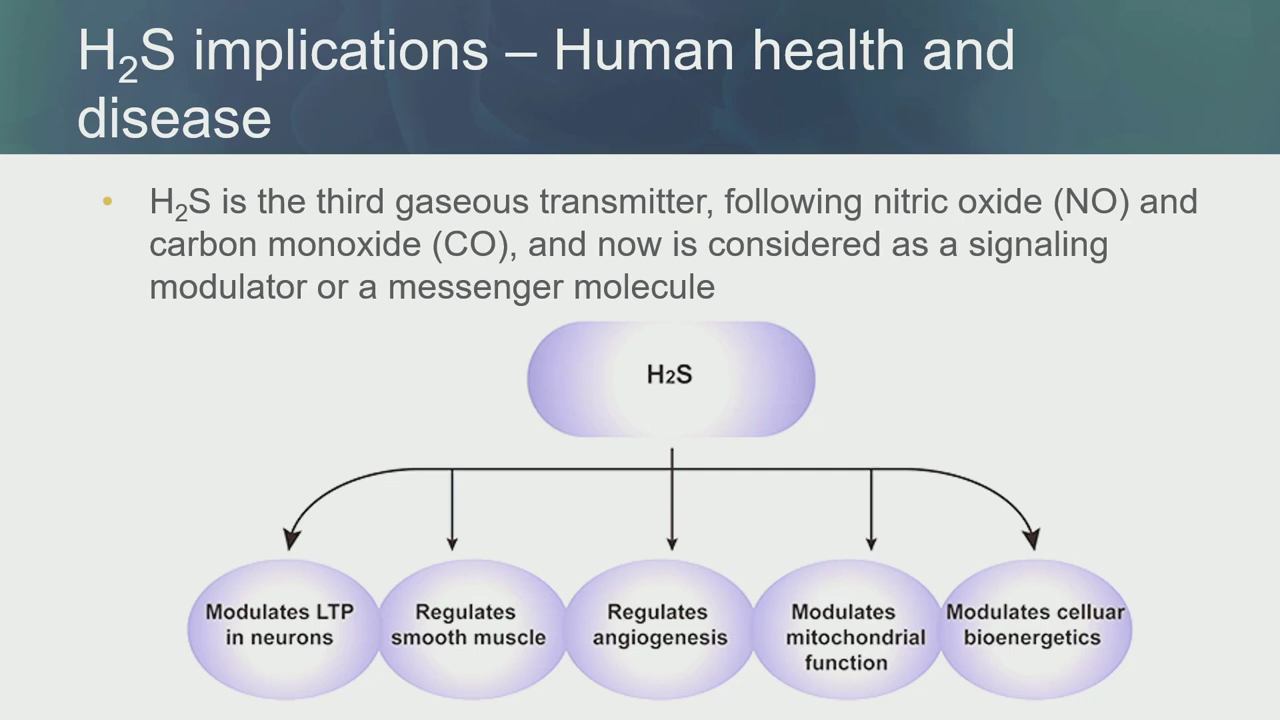 H₂S implications – Human health and
disease
• H₂S is the third gaseous transmitter, following nitric oxide (NO) and
carbon monoxide (CO), and now is considered as a signaling
modulator or a messenger molecule
H₂S
Modulates LTP
in neurons
Regulates
smooth muscle
Regulates
angiogenesis
Modulates
mitochondrial
function
Modulates celluar
bioenergetics